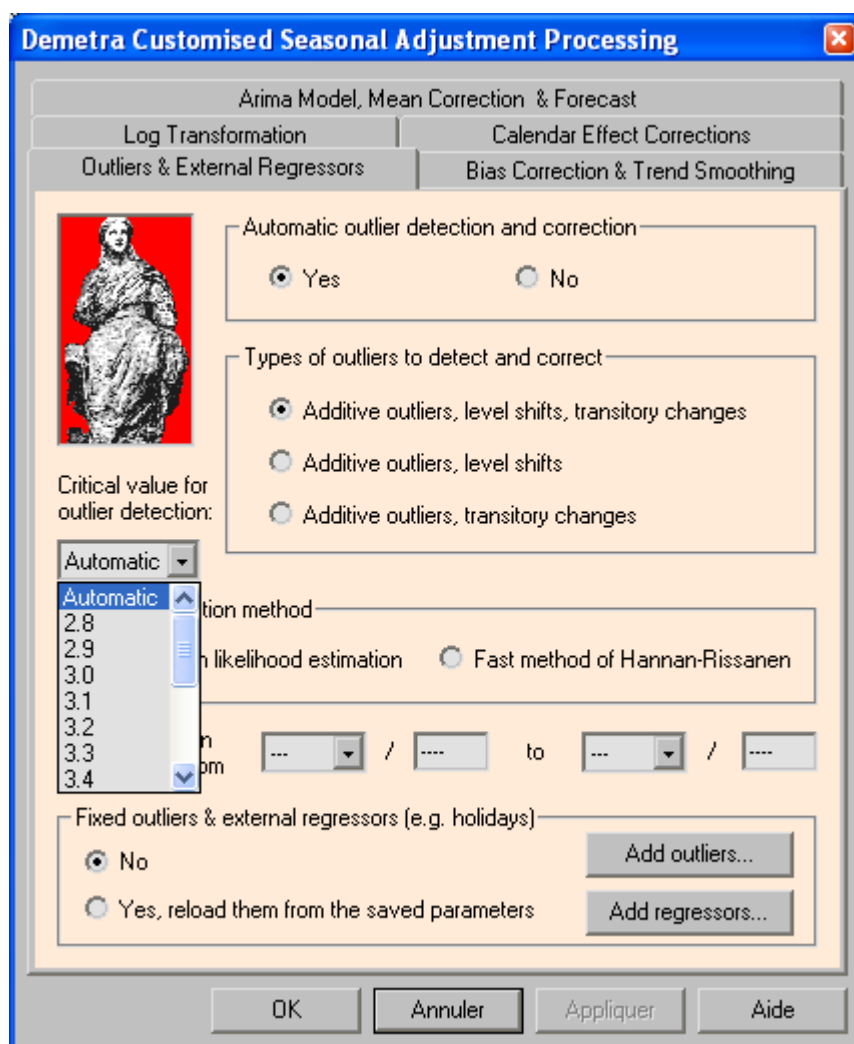 Demetra Customised Seasonal Adjustment Processing
Arima Model, Mean Correction & Forecast
Log Transformation
Calendar Effect Corrections
Outliers & External Regressors
Bias Correction & Trend Smoothing
Automatic outlier detection and correction
Yes
No
Types of outliers to detect and correct
Additive outliers, level shifts, transitory changes
Additive outliers, level shifts
Additive outliers, transitory changes
Critical value for
outlier detection:
Automatic
Automatic
2.8
2.9
3.0
3.1
3.2
3.3
3.4
method
likelihood estimation
Fast method of Hannan-Rissanen
--- / ---- to --- / ----
Fixed outliers & external regressors (e.g. holidays)
No
Add outliers...
Yes, reload them from the saved parameters
Add regressors...
OK
Annuler
Appliquer
Aide